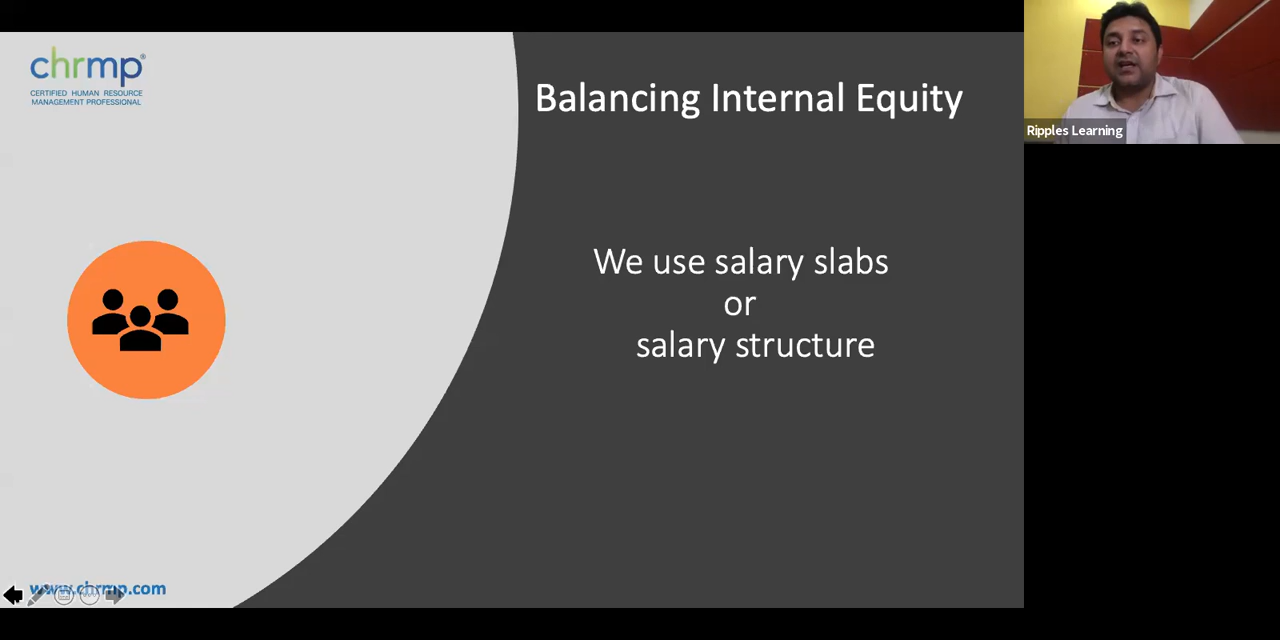 chrmp®
CERTIFIED HUMAN RESOURCE
MANAGEMENT PROFESSIONAL
Balancing Internal Equity
Ripples Learning
We use salary slabs
or
salary structure
www.chrmp.com